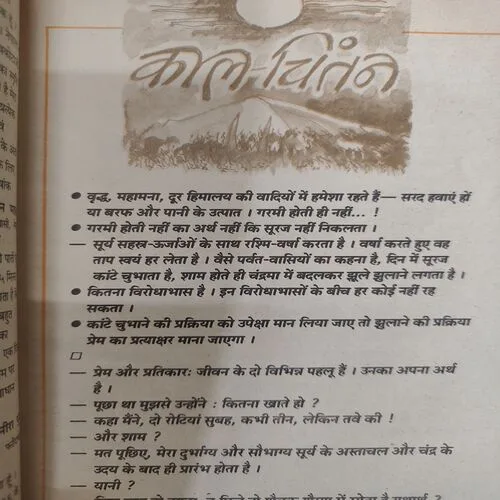 काल-चिंतन
● वृद्ध, महामना, दूर हिमालय की वादियों में हमेशा रहते हैं— सरद हवाएं हों
या बरफ और पानी के उत्पात । गरमी होती ही नहीं... !
● गरमी होती नहीं का अर्थ नहीं कि सूरज नहीं निकलता ।
— सूर्य सहस्र-ऊर्जाओं के साथ रश्मि-वर्षा करता है । वर्षा करते हुए वह
ताप स्वयं हर लेता है । वैसे पर्वत-वासियों का कहना है, दिन में सूरज
कांटे चुभाता है, शाम होते ही चंद्रमा में बदलकर झूले झुलाने लगता है ।
● कितना विरोधाभास है । इन विरोधाभासों के बीच हर कोई नहीं रह
सकता ।
● कांटे चुभाने की प्रक्रिया को उपेक्षा मान लिया जाए तो झुलाने की प्रक्रिया
प्रेम का प्रत्याक्षर माना जाएगा ।
□
— प्रेम और प्रतिकार: जीवन के दो विभिन्न पहलू हैं । उनका अपना अर्थ
है ।
— पूछा था मुझसे उन्होंने : कितना खाते हो ?
— कहा मैंने, दो रोटियां सुबह, कभी तीन, लेकिन तवे की !
— और शाम ?
— मत पूछिए, मेरा दुर्भाग्य और सौभाग्य सूर्य के अस्ताचल और चंद्र के
उदय के बाद ही प्रारंभ होता है ।
— यानी ?